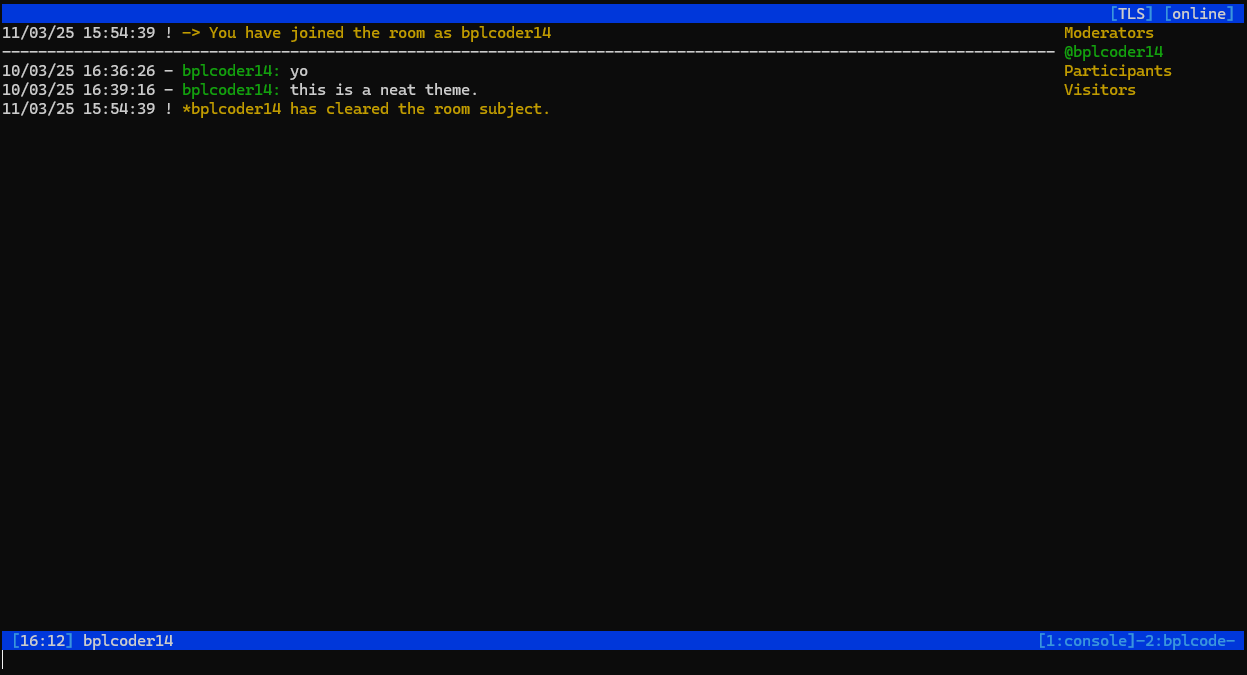 [TLS] [online]
11/03/25 15:54:39 ! -> You have joined the room as bplcoder14
Moderators
@bplcoder14
10/03/25 16:36:26 - bplcoder14: yo
Participants
10/03/25 16:39:16 - bplcoder14: this is a neat theme.
Visitors
11/03/25 15:54:39 ! *bplcoder14 has cleared the room subject.
[16:12] bplcoder14
[1:console]-2:bplcode-